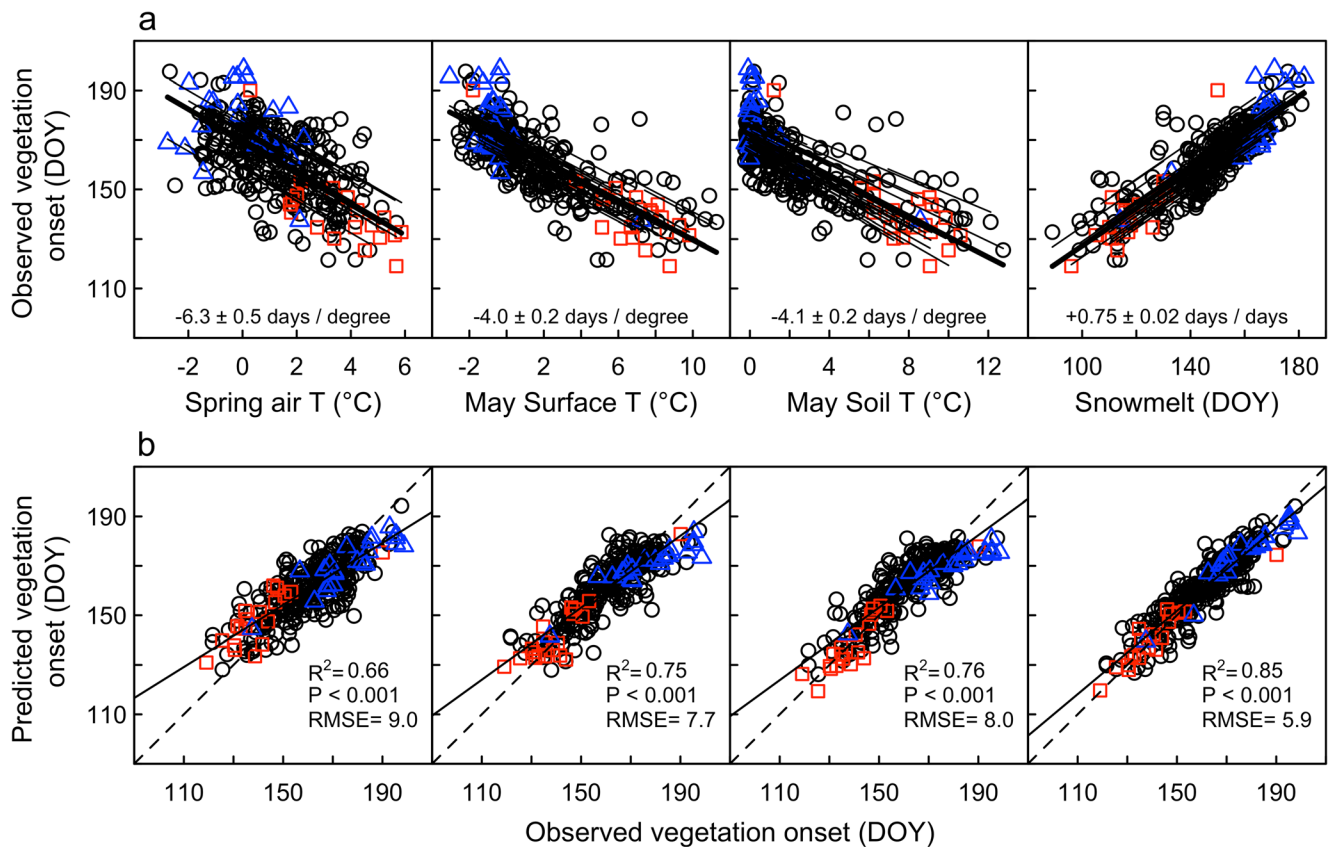 a
Observed vegetation
onset (DOY)
190
150
110
-6.3 ± 0.5 days / degree
-4.0 ± 0.2 days / degree
-4.1 ± 0.2 days / degree
+0.75 ± 0.02 days / days
-2 0 2 4 6
-2 2 6 10
0 4 8 12
100 140 180
Spring air T (°C)
May Surface T (°C)
May Soil T (°C)
Snowmelt (DOY)
b
Predicted vegetation
onset (DOY)
190
150
110
R²= 0.66
P < 0.001
RMSE= 9.0
R²= 0.75
P < 0.001
RMSE= 7.7
R²= 0.76
P < 0.001
RMSE= 8.0
R²= 0.85
P < 0.001
RMSE= 5.9
110 150 190
110 150 190
110 150 190
110 150 190
Observed vegetation onset (DOY)